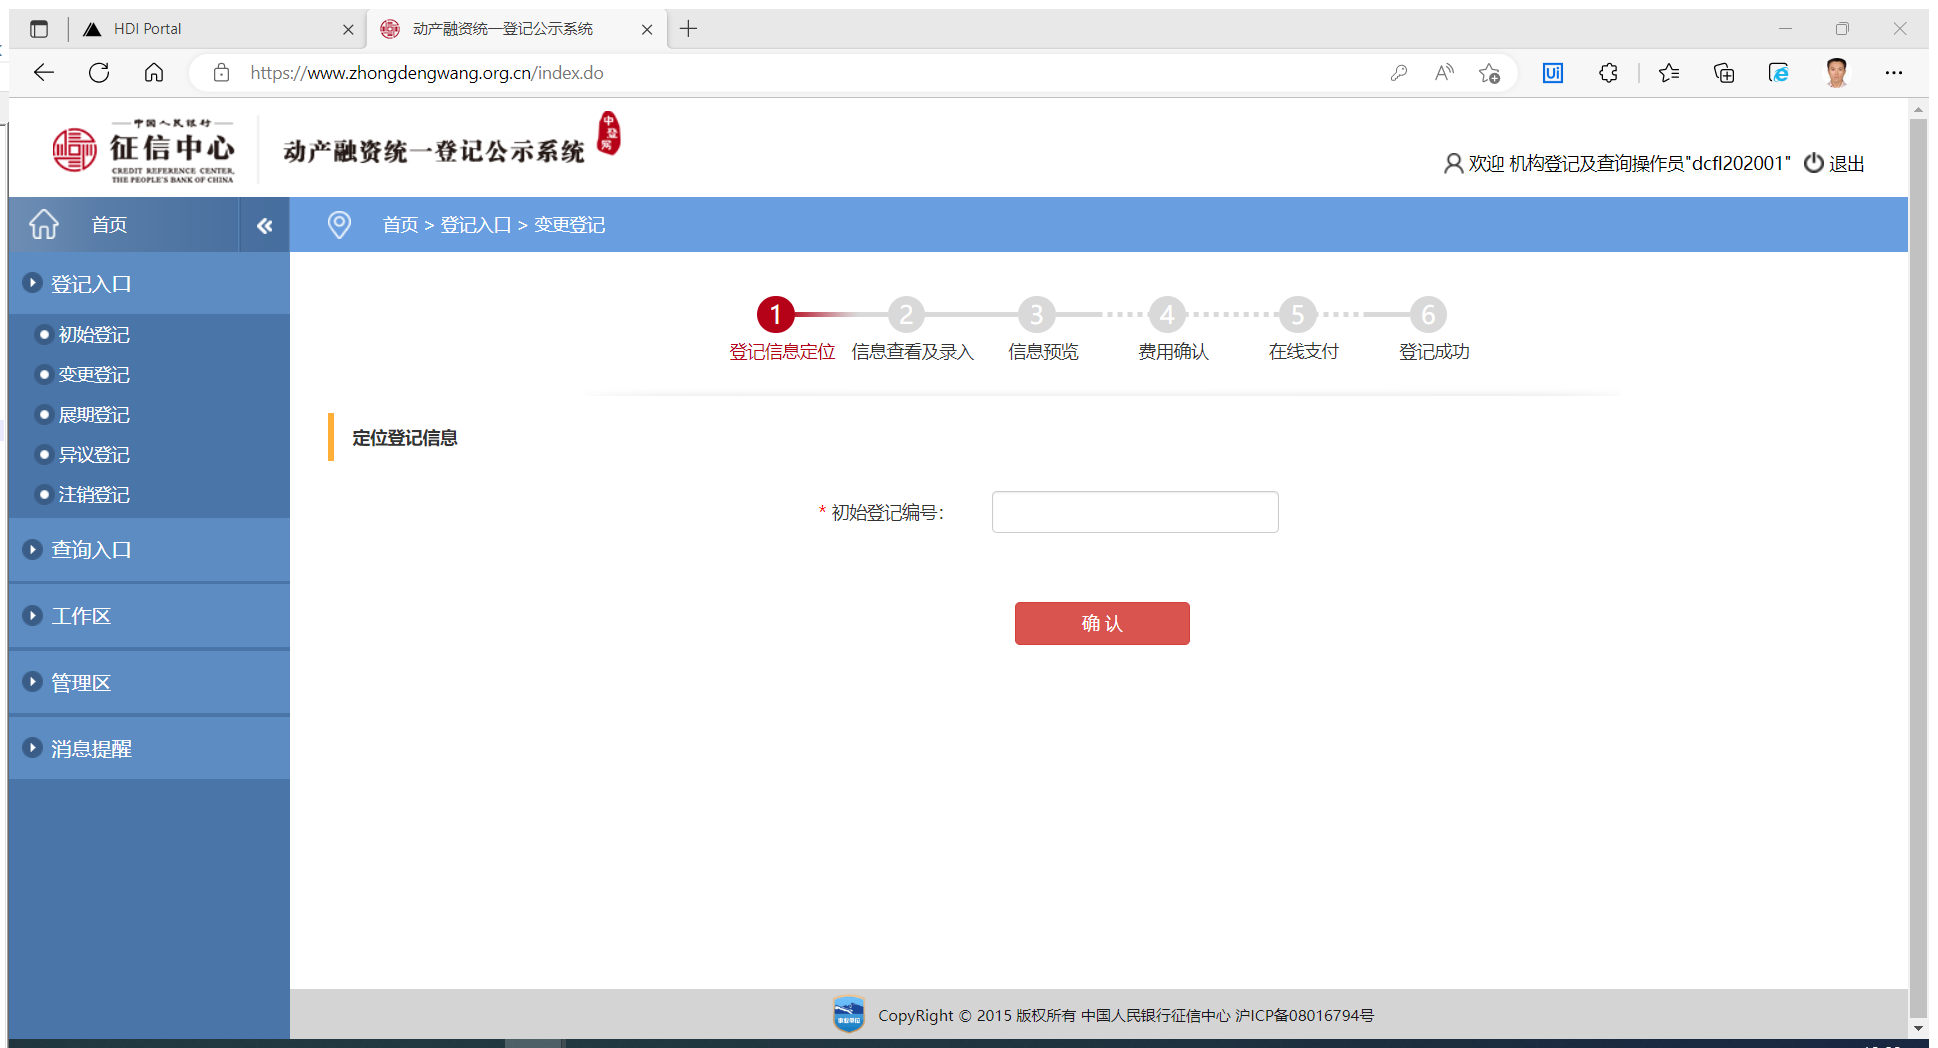 HDI Portal
动产融资统一登记公示系统
https://www.zhongdengwang.org.cn/index.do
中国人民银行
征信中心
CREDIT REFERENCE CENTER,
THE PEOPLE'S BANK OF CHINA
动产融资统一登记公示系统
中登网
欢迎 机构登记及查询操作员"dcfl202001"
退出
首页
首页 > 登记入口 > 变更登记
登记入口
初始登记
变更登记
展期登记
异议登记
注销登记
查询入口
工作区
管理区
消息提醒
1 2 3 4 5 6
登记信息定位 信息查看及录入 信息预览 费用确认 在线支付 登记成功
定位登记信息
* 初始登记编号：
确 认
事业单位
CopyRight © 2015 版权所有 中国人民银行征信中心 沪ICP备08016794号